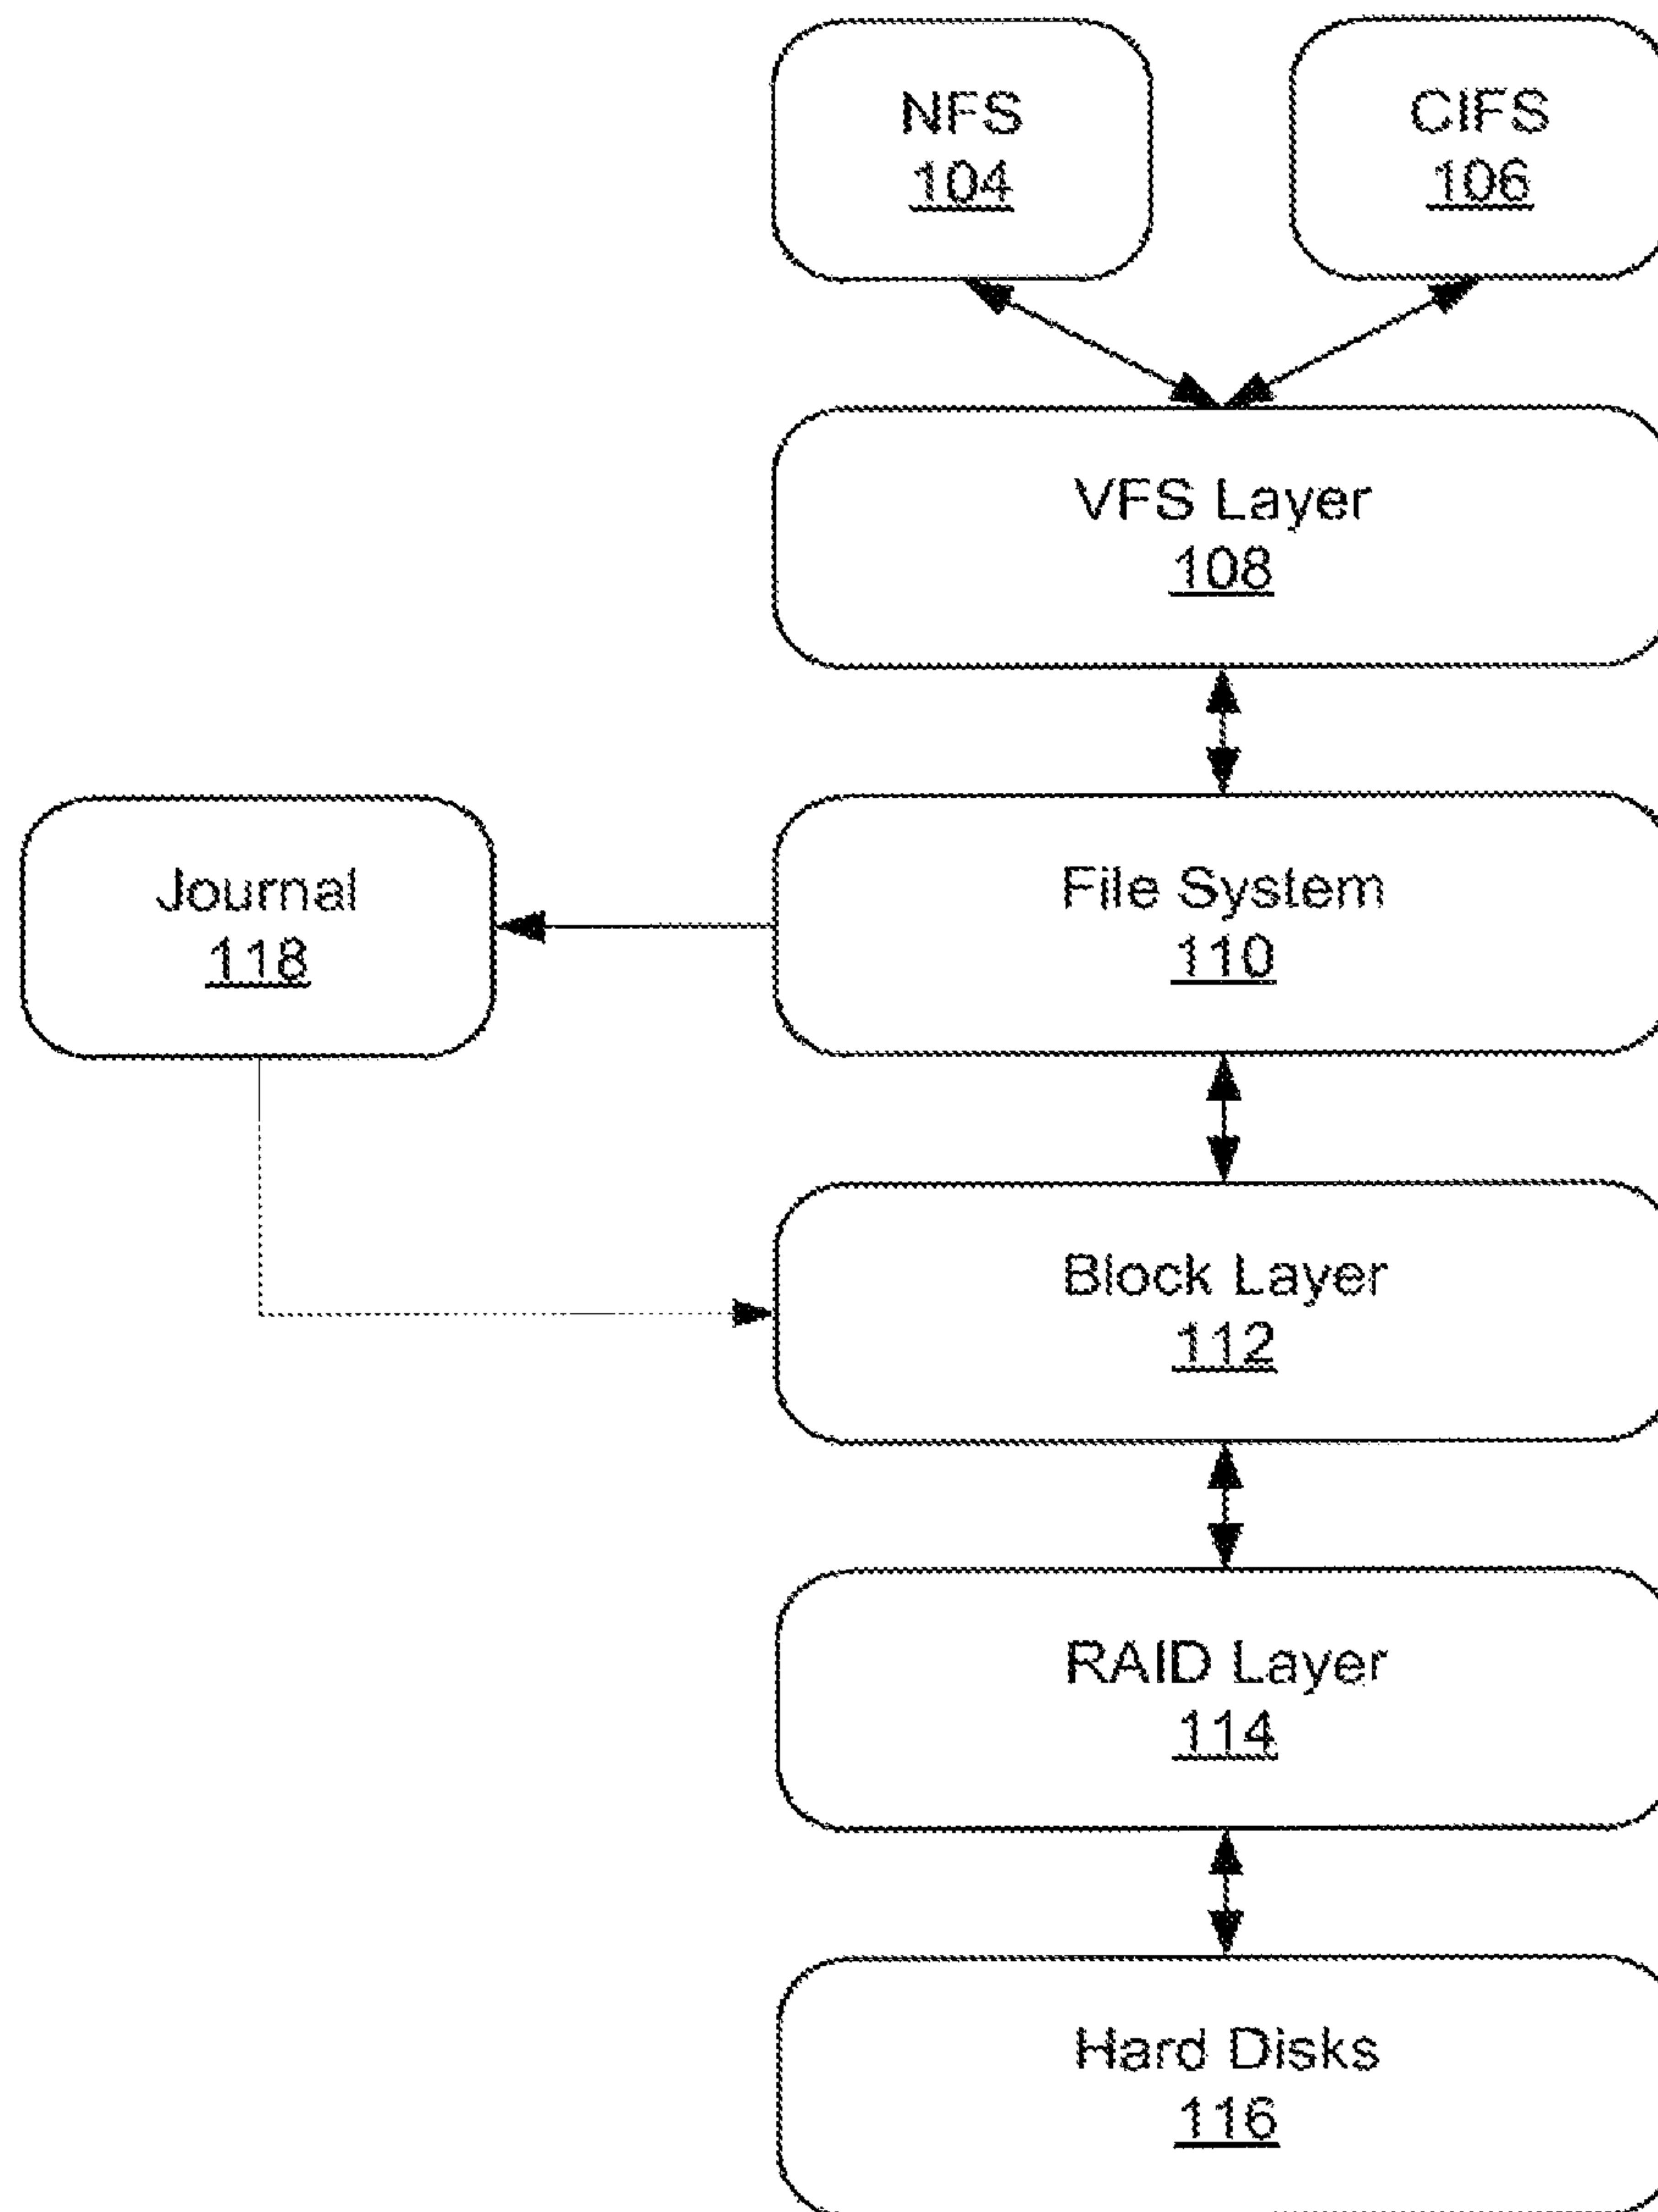 NFS
104
CIFS
106
VFS Layer
108
Journal
118
File System
110
Block Layer
112
RAID Layer
114
Hard Disks
116